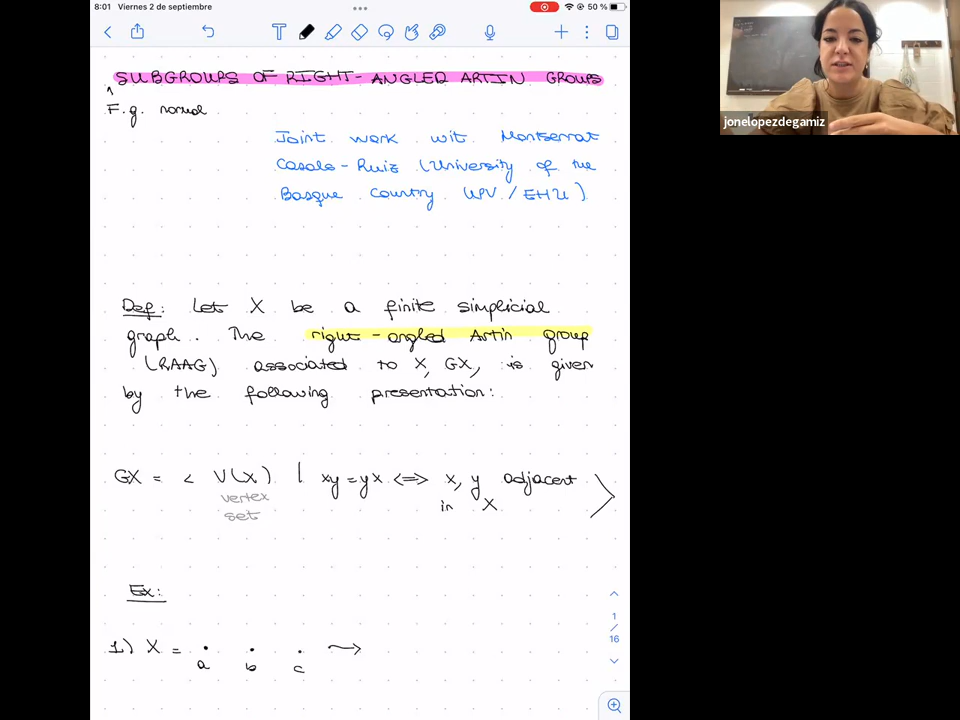 8:01 Viernes 2 de septiembre
50 %
T
SUBGROUPS OF RIGHT-ANGLED ARTIN GROUPS
F.g. normal
Joint work wit Montserrat
Casals-Ruiz (University of the
Basque Country UPV/EHU)
Def: Let X be a finite simplicial
graph. The right-angled Artin group
(RAAG) associated to X, GX, is given
by the following presentation:
GX = < V(X) | xy=yx <=> x, y adjacent
in X >
vertex
set
Ex:
1) X = . . . ⟿
a b c
1
/
16
jonelopezdegamiz